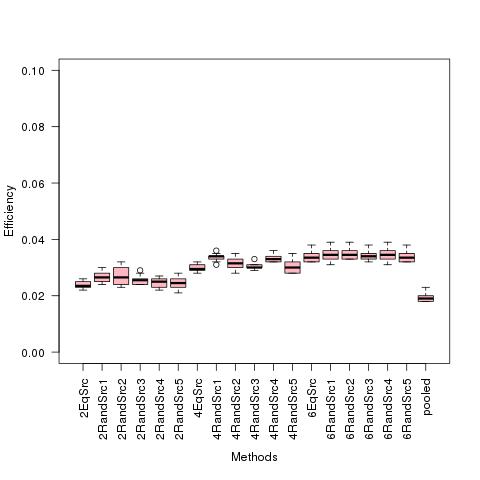 0.10
0.08
0.06
0.04
0.02
0.00
Efficiency
2EqSrc
2RandSrc1
2RandSrc2
2RandSrc3
2RandSrc4
2RandSrc5
4EqSrc
4RandSrc1
4RandSrc2
4RandSrc3
4RandSrc4
4RandSrc5
6EqSrc
6RandSrc1
6RandSrc2
6RandSrc3
6RandSrc4
6RandSrc5
pooled
Methods